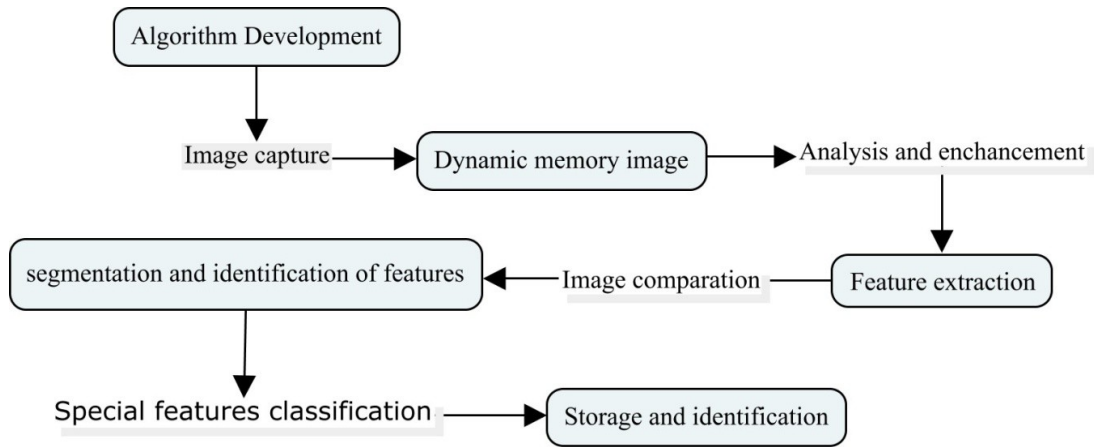 Algorithm Development
Image capture
Dynamic memory image
Analysis and enchancement
Feature extraction
Image comparation
segmentation and identification of features
Special features classification
Storage and identification